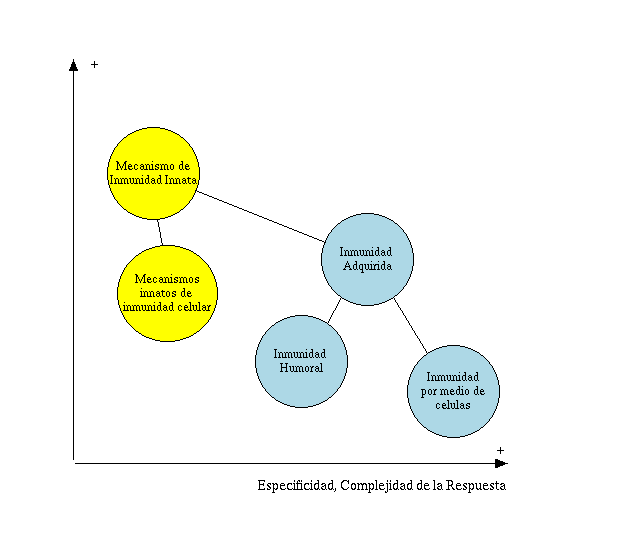 +
Mecanismo de
Inmunidad Innata
Inmunidad
Adquirida
Mecanismos
innatos de
inmunidad celular
Inmunidad
Humoral
Inmunidad
por medio de
celulas
+
Especificidad, Complejidad de la Respuesta